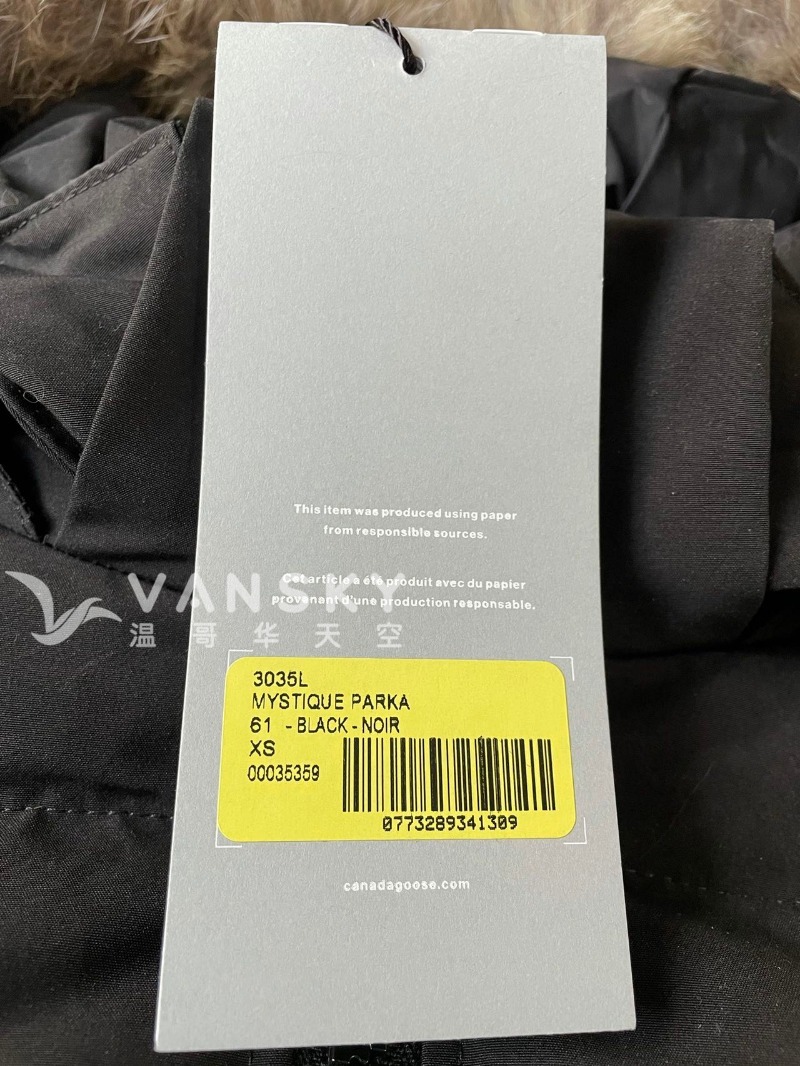 This item was produced using paper
from responsible sources.
Cet article a été produit avec du papier
provenant d'une production responsable.
VANSKY
温哥华天空
3035L
MYSTIQUE PARKA
61 - BLACK - NOIR
XS
00035359
0773289341309
canadagoose.com